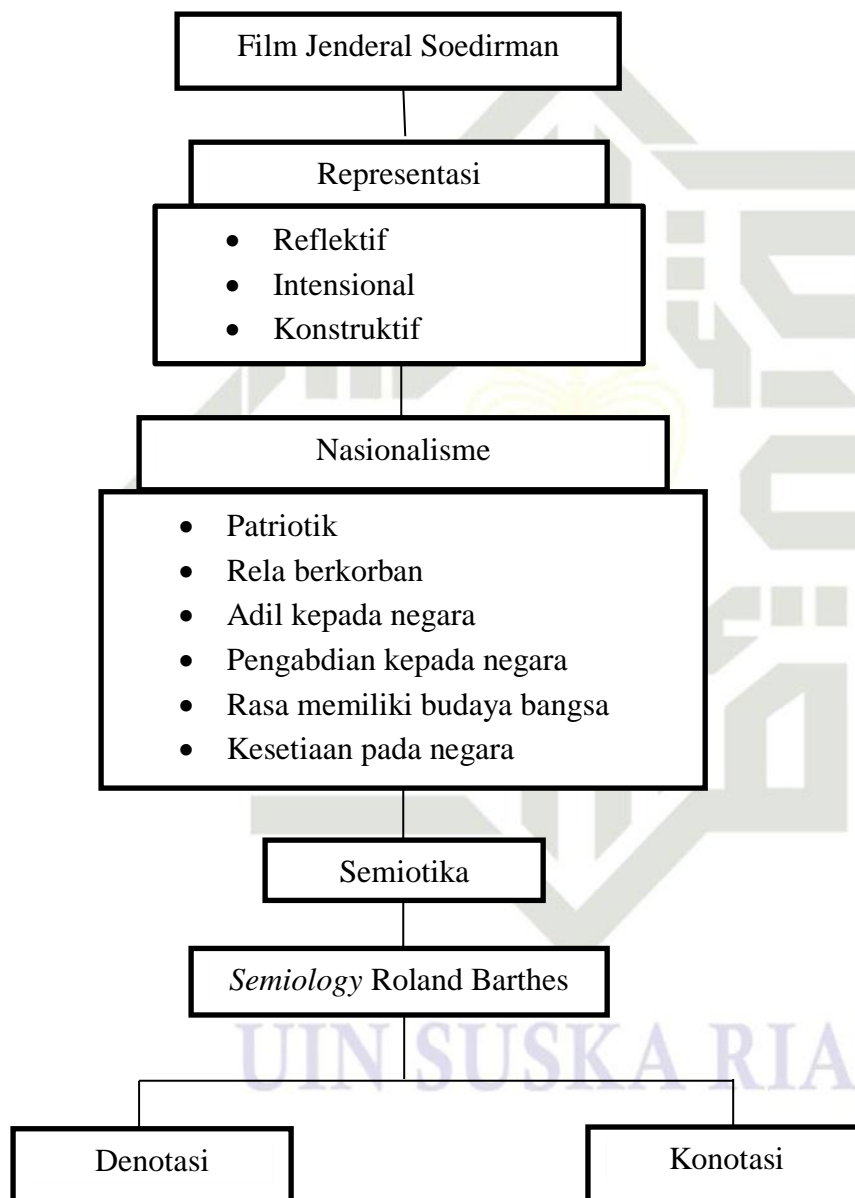 Film Jenderal Soedirman
Representasi
• Reflektif
• Intensional
• Konstruktif
Nasionalisme
• Patriotik
• Rela berkorban
• Adil kepada negara
• Pengabdian kepada negara
• Rasa memiliki budaya bangsa
• Kesetiaan pada negara
Semiotika
Semiology Roland Barthes
UIN SUSKA RIA
Denotasi
Konotasi